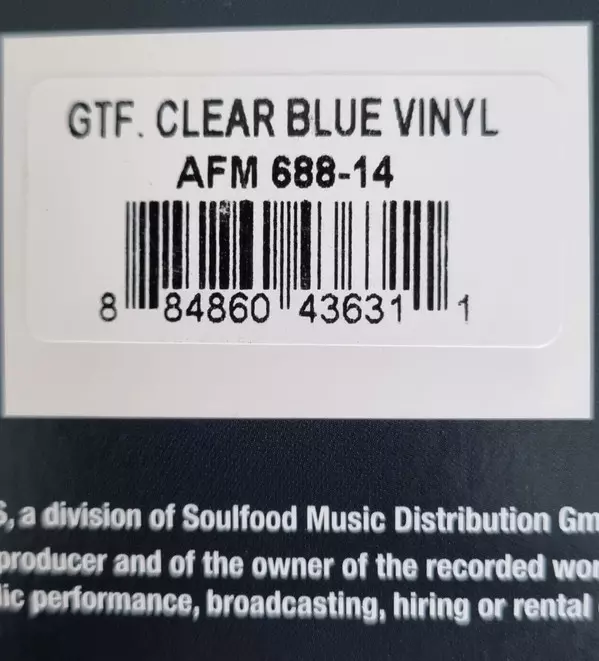 GTF. CLEAR BLUE VINYL
AFM 688-14
8 84860 43631 1
, a division of Soulfood Music Distribution
producer and of the owner of the recorded
performance, broadcasting, hiring or rental